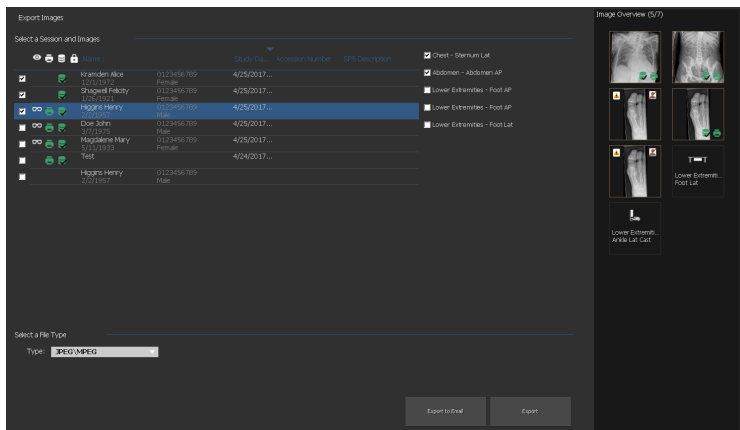 Export Images
Image Overview (5/7)
Select a Session and Images
Name
Study Da... Accession Number SPS Description
Chest - Sternum Lat
Abdomen - Abdomen AP
Lower Extremities - Foot AP
Lower Extremities - Foot AP
Lower Extremities - Foot Lat
Kramden Alice 0123456789 4/25/2017...
12/1/1972 Female
Shagwell Felicity 0123456789 4/25/2017...
1/26/1921 Female
Higgins Henry 0123456789 4/25/2017...
2/2/1957 Male
Doe John 0123456789 4/25/2017...
3/7/1975 Male
Magdalene Mary 0123456789 4/25/2017...
5/11/1933 Female
Test 4/24/2017...
Higgins Henry 0123456789
2/2/1957 Male
Lower Extremiti...
Foot Lat
Lower Extremiti...
Ankle Lat Cast
Select a File Type
Type: JPEG\MPEG
Export to Email
Export